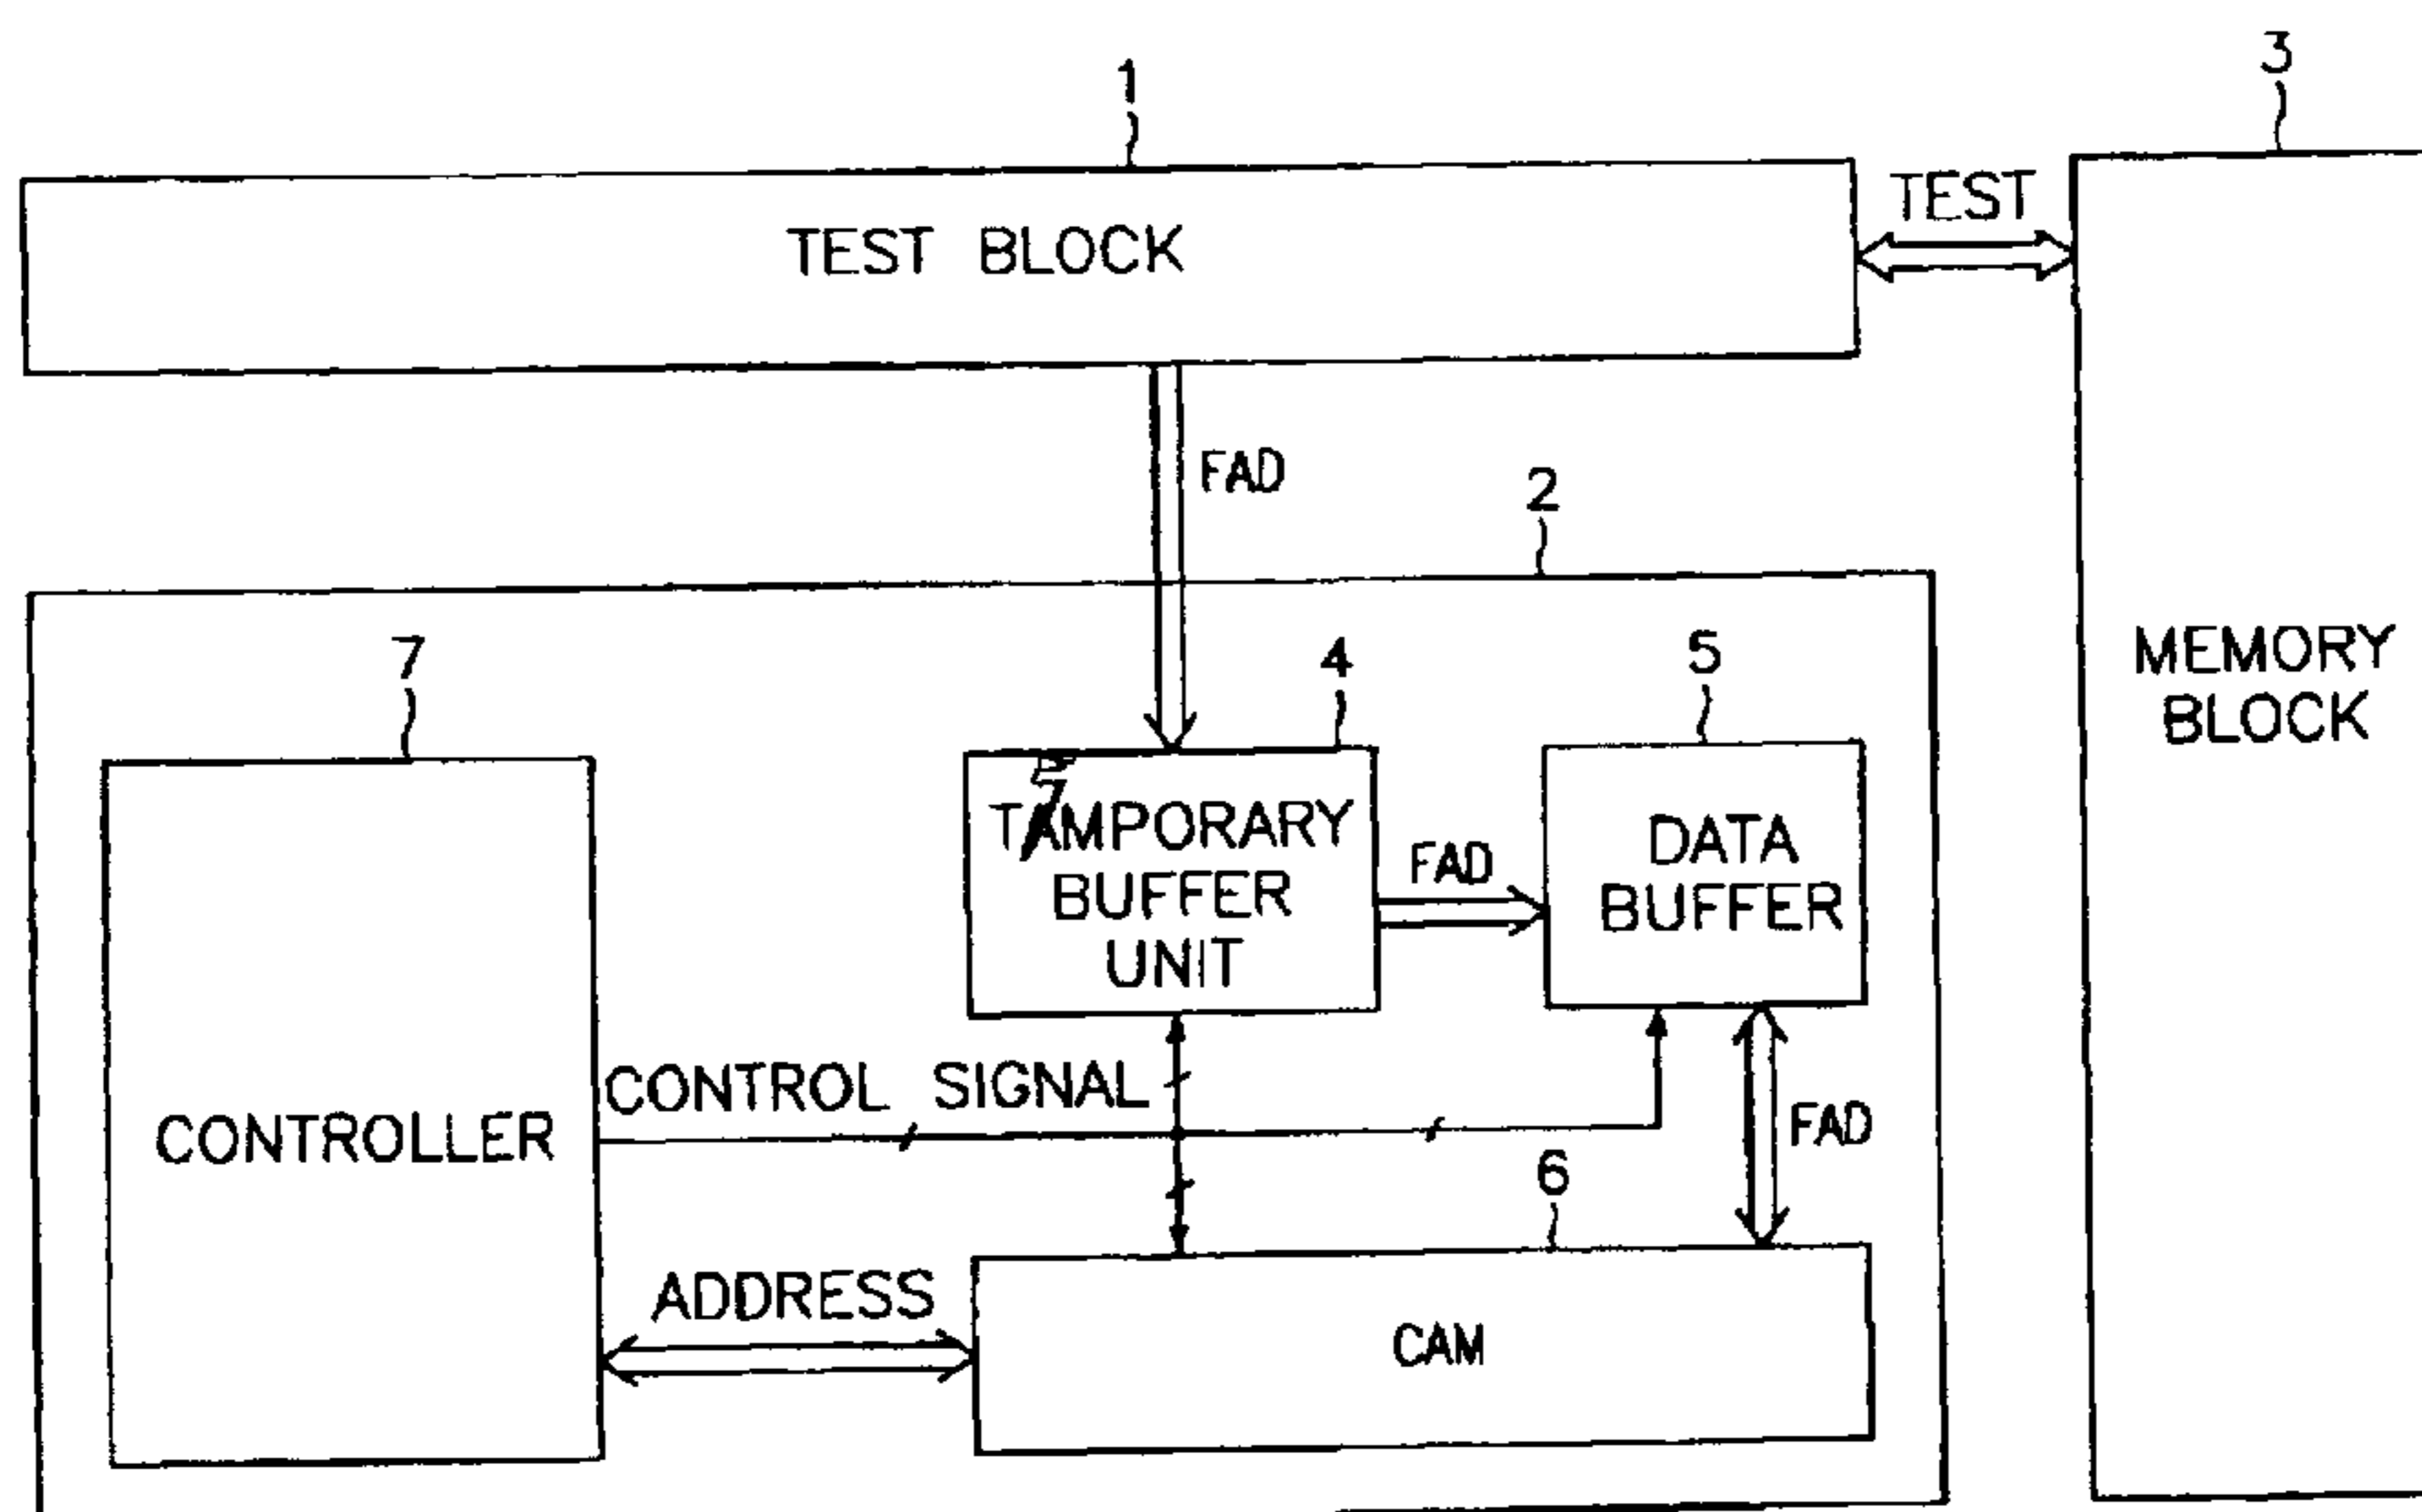 1
3
TEST BLOCK
TEST
FAD
2
MEMORY
BLOCK
7
4
5
TAMPORARY
BUFFER
UNIT
FAD
DATA
BUFFER
CONTROL SIGNAL
CONTROLLER
FAD
6
ADDRESS
CAM